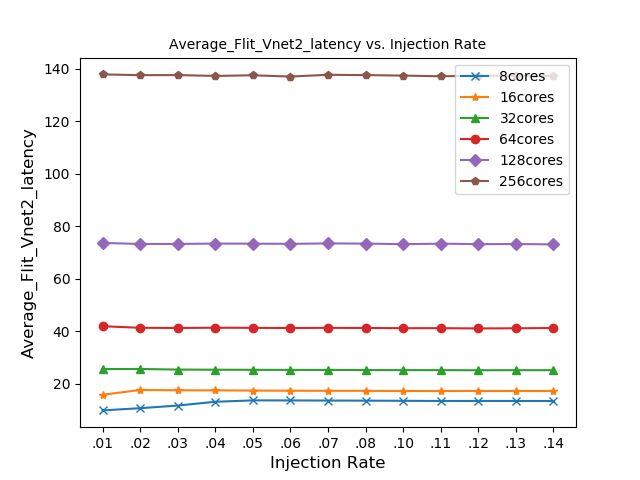 Average_Flit_Vnet2_latency vs. Injection Rate
Average_Flit_Vnet2_latency
140
120
100
80
60
40
20
8cores
16cores
32cores
64cores
128cores
256cores
.01 .02 .03 .04 .05 .06 .07 .08 .10 .11 .12 .13 .14
Injection Rate